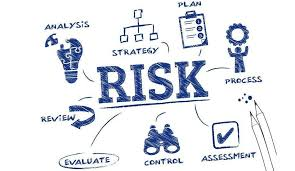 PLAN
ANALYSIS
STRATEGY
RISK
PROCESS
REVIEW
EVALUATE
CONTROL
ASSESSMENT